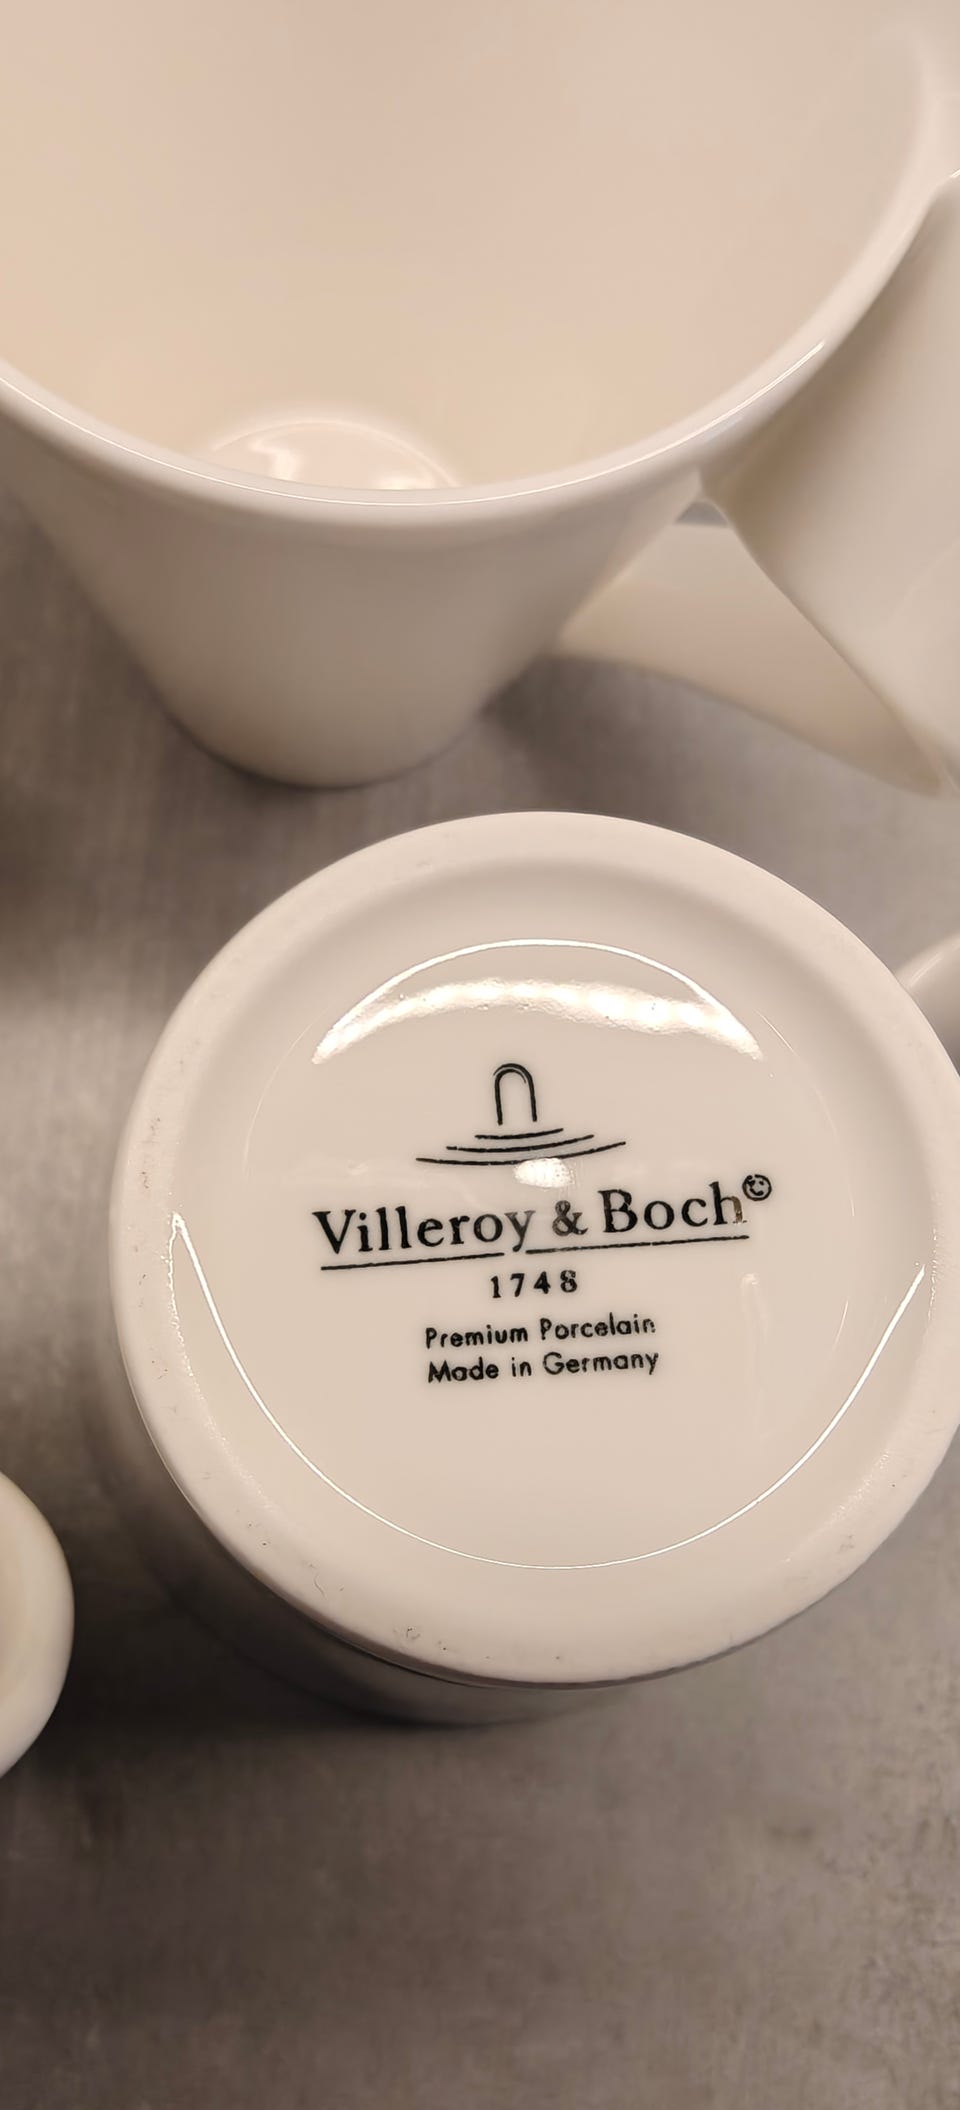 Villeroy & Boch©
1748
Premium Porcelain
Made in Germany